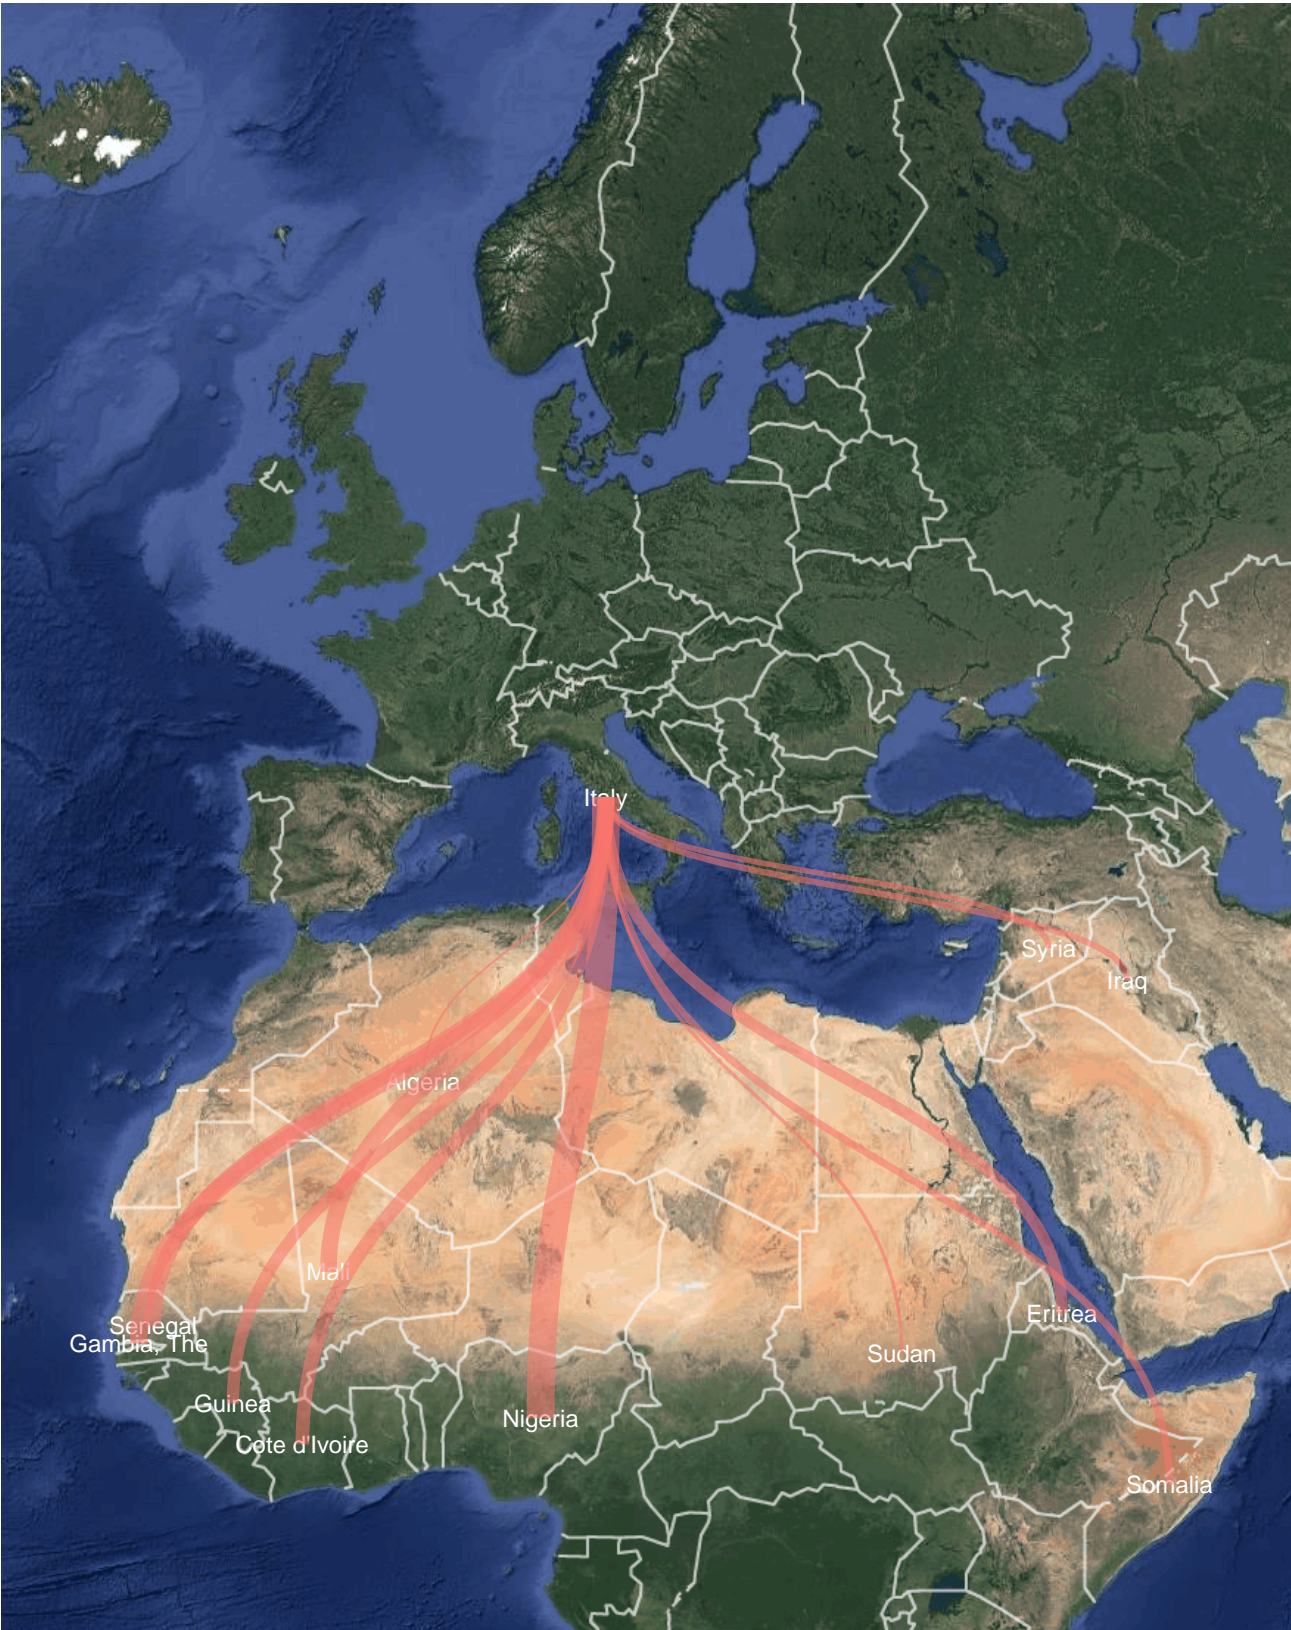 Italy
Syria
Iraq
Algeria
Mali
Eritrea
Senegal
Gambia, The
Sudan
Guinea
Nigeria
Cote d'Ivoire
Somalia